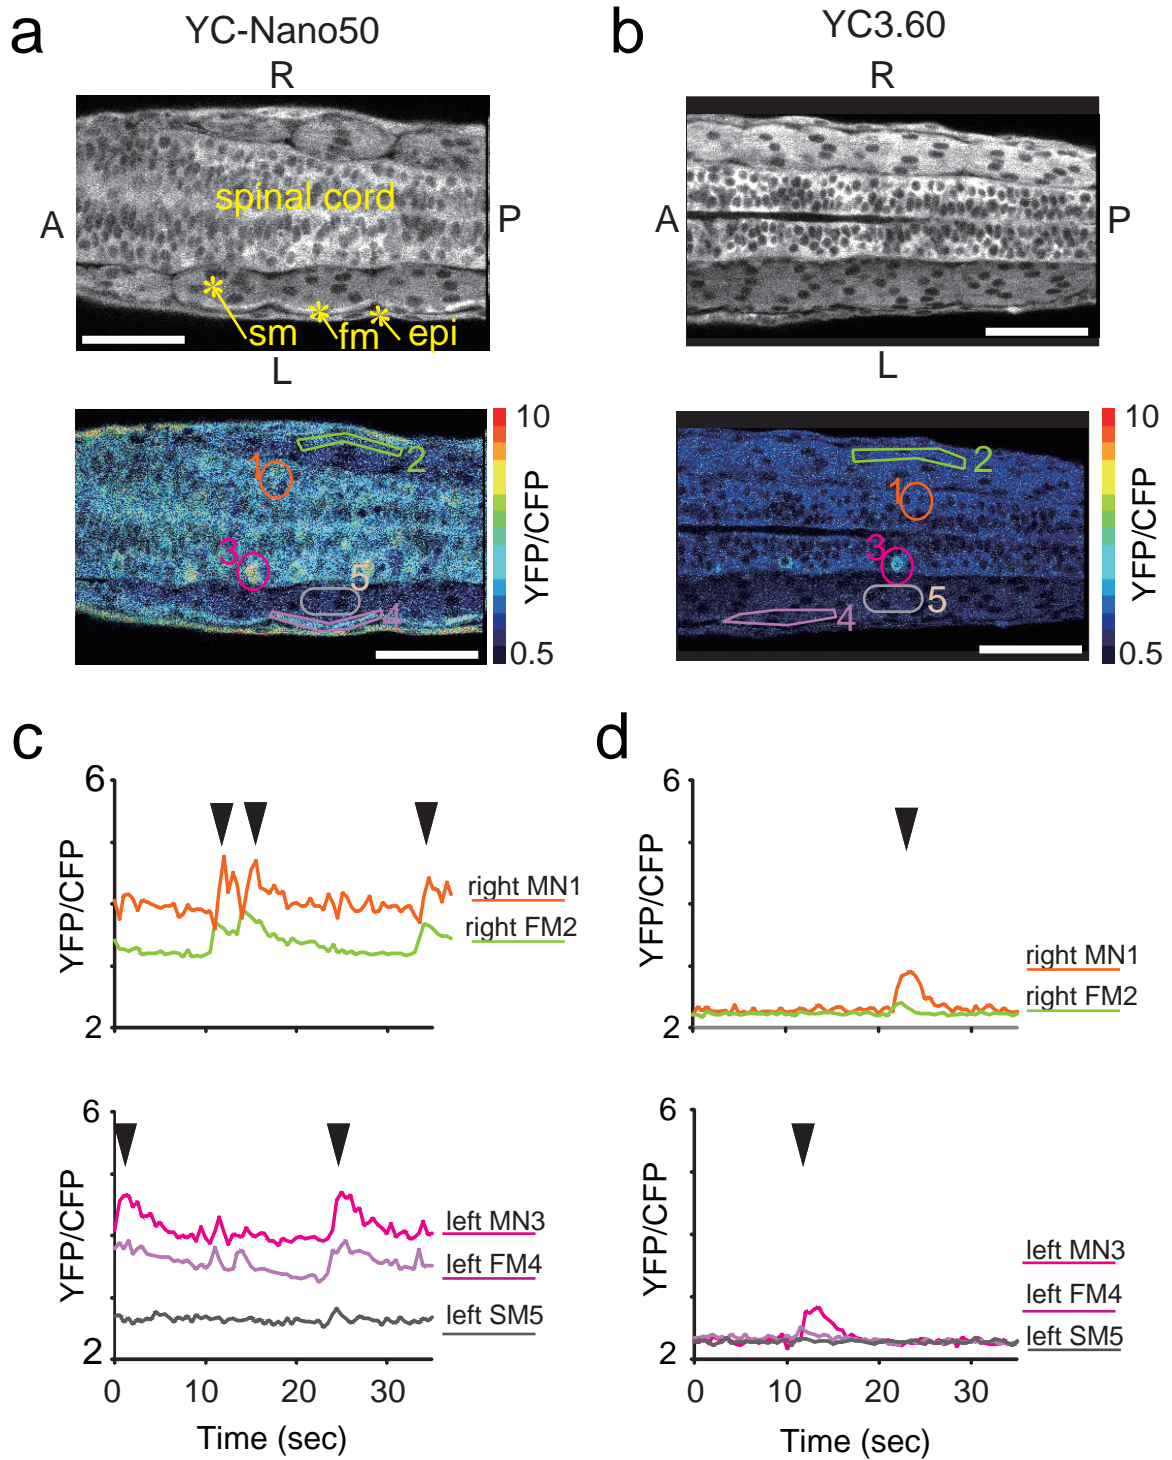 a
YC-Nano50
R
A
spinal cord
P
sm
fm
epi
L
1
2
3
5
4
10
YFP/CFP
0.5
b
YC3.60
R
A
P
L
1
2
3
5
4
10
YFP/CFP
0.5
c
6
YFP/CFP
2
right MN1
right FM2
6
YFP/CFP
2
left MN3
left FM4
left SM5
0
10
20
30
Time (sec)
d
6
YFP/CFP
2
right MN1
right FM2
6
YFP/CFP
2
left MN3
left FM4
left SM5
0
10
20
30
Time (sec)